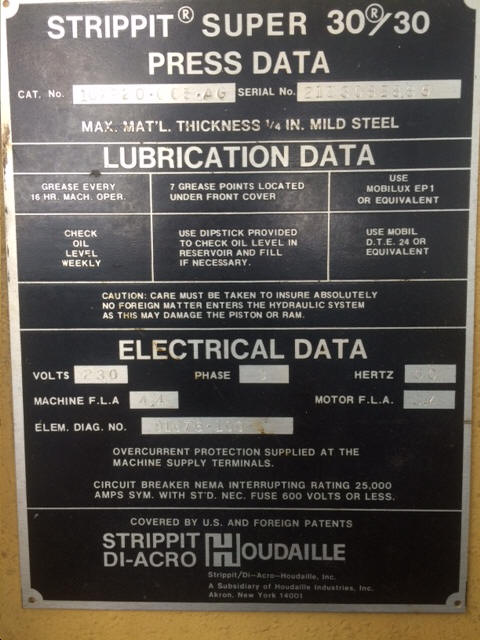 STRIPPIT® SUPER 30®/30
PRESS DATA
CAT. No. SERIAL No.
MAX. MAT'L. THICKNESS 1/4 IN. MILD STEEL
LUBRICATION DATA
GREASE EVERY
16 HR. MACH. OPER.
7 GREASE POINTS LOCATED
UNDER FRONT COVER
USE
MOBILUX EP1
OR EQUIVALENT
CHECK
OIL
LEVEL
WEEKLY
USE DIPSTICK PROVIDED
TO CHECK OIL LEVEL IN
RESERVOIR AND FILL
IF NECESSARY.
USE MOBIL
D.T.E. 24 OR
EQUIVALENT
CAUTION: CARE MUST BE TAKEN TO INSURE ABSOLUTELY
NO FOREIGN MATTER ENTERS THE HYDRAULIC SYSTEM
AS THIS MAY DAMAGE THE PISTON OR RAM.
ELECTRICAL DATA
VOLTS 230 PHASE HERTZ
MACHINE F.L.A MOTOR F.L.A.
ELEM. DIAG. NO.
OVERCURRENT PROTECTION SUPPLIED AT THE
MACHINE SUPPLY TERMINALS.
CIRCUIT BREAKER NEMA INTERRUPTING RATING 25,000
AMPS SYM. WITH ST'D. NEC. FUSE 600 VOLTS OR LESS.
COVERED BY U.S. AND FOREIGN PATENTS
STRIPPIT
DI-ACRO HOUDAILLE
Strippit/Di-Acro-Houdaille, Inc.
A Subsidiary of Houdaille Industries, Inc.
Akron, New York 14001